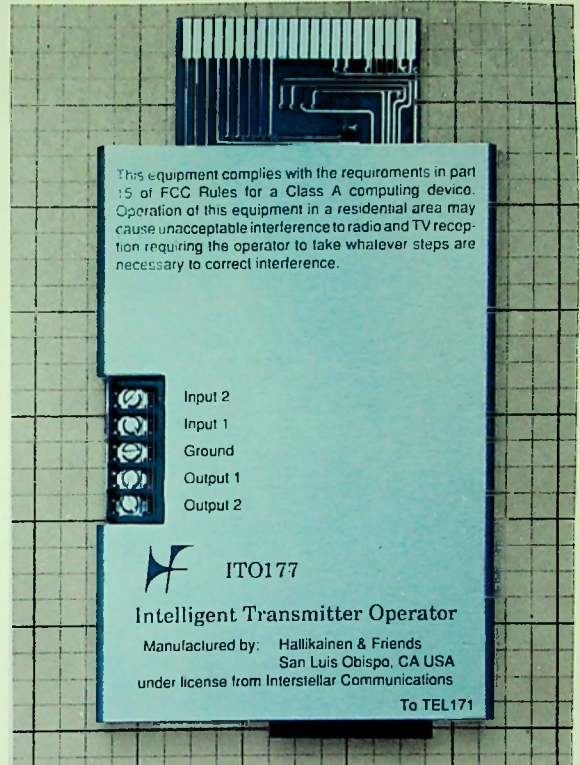 This equipment complies with the requirements in part
15 of FCC Rules for a Class A computing device.
Operation of this equipment in a residential area may
cause unacceptable interference to radio and TV recep-
tion requiring the operator to take whatever steps are
necessary to correct interference.
Input 2
Input 1
Ground
Output 1
Output 2
ITO177
Intelligent Transmitter Operator
Manufactured by: Hallikainen & Friends
San Luis Obispo, CA USA
under license from Interstellar Communications
To TEL171